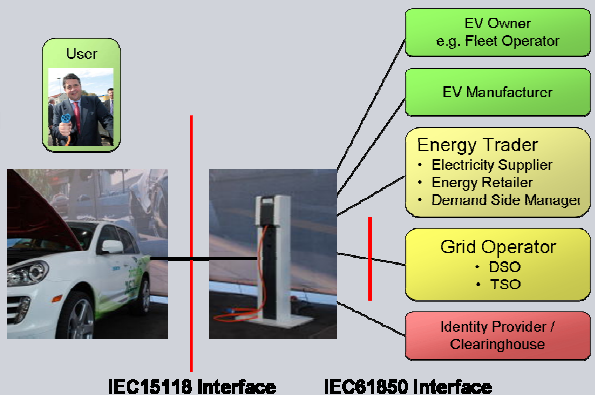 User
EV Owner
e.g. Fleet Operator
EV Manufacturer
Energy Trader
• Electricity Supplier
• Energy Retailer
• Demand Side Manager
Grid Operator
• DSO
• TSO
Identity Provider /
Clearinghouse
IEC15118 Interface
IEC61850 Interface